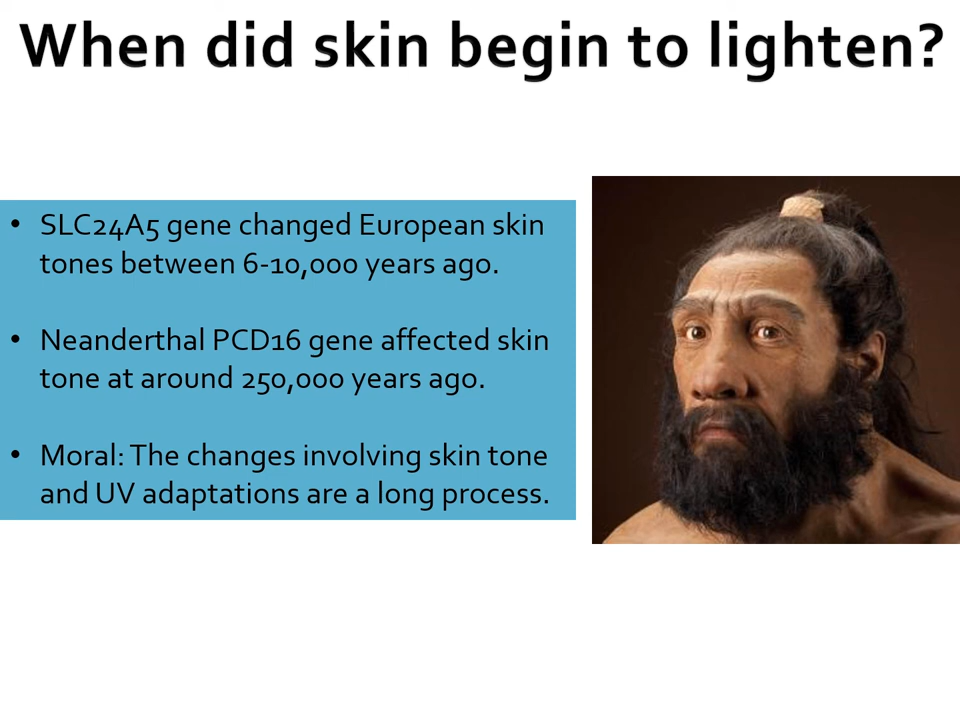 When did skin begin to lighten?
• SLC24A5 gene changed European skin
tones between 6-10,000 years ago.
• Neanderthal PCD16 gene affected skin
tone at around 250,000 years ago.
• Moral: The changes involving skin tone
and UV adaptations are a long process.